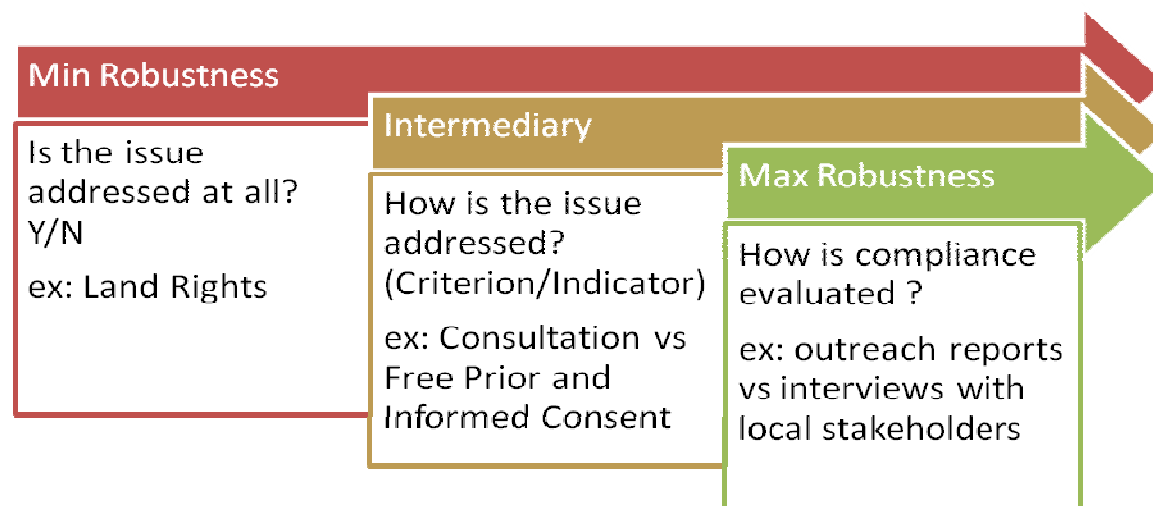 Min Robustness
Is the issue
addressed at all?
Y/N
ex: Land Rights
Intermediary
How is the issue
addressed?
(Criterion/Indicator)
ex: Consultation vs
Free Prior and
Informed Consent
Max Robustness
How is compliance
evaluated ?
ex: outreach reports
vs interviews with
local stakeholders